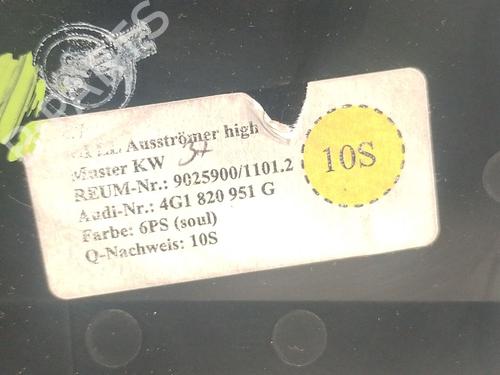 Ausströmer high
Muster KW 37
REUM-Nr.: 9025900/1101.2
Audi-Nr.: 4G1 820 951 G
Farbe: 6PS (soul)
Q-Nachweis: 10S
10S